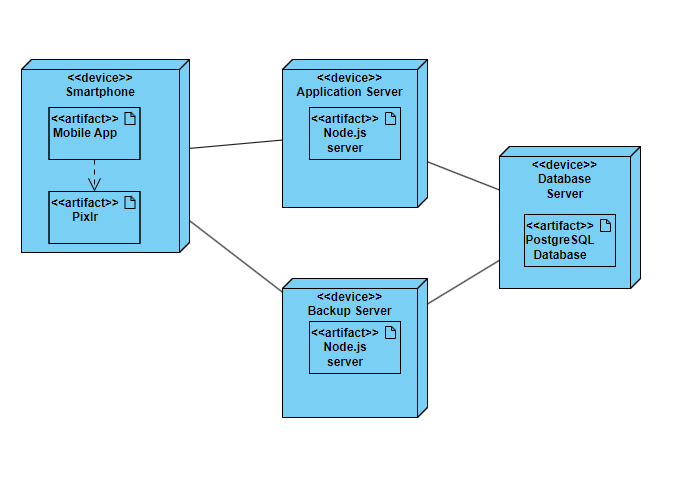 <<device>>
Smartphone
<<artifact>>
Mobile App
<<artifact>>
Pixlr
<<device>>
Application Server
<<artifact>>
Node.js
server
<<device>>
Backup Server
<<artifact>>
Node.js
server
<<device>>
Database
Server
<<artifact>>
PostgreSQL
Database